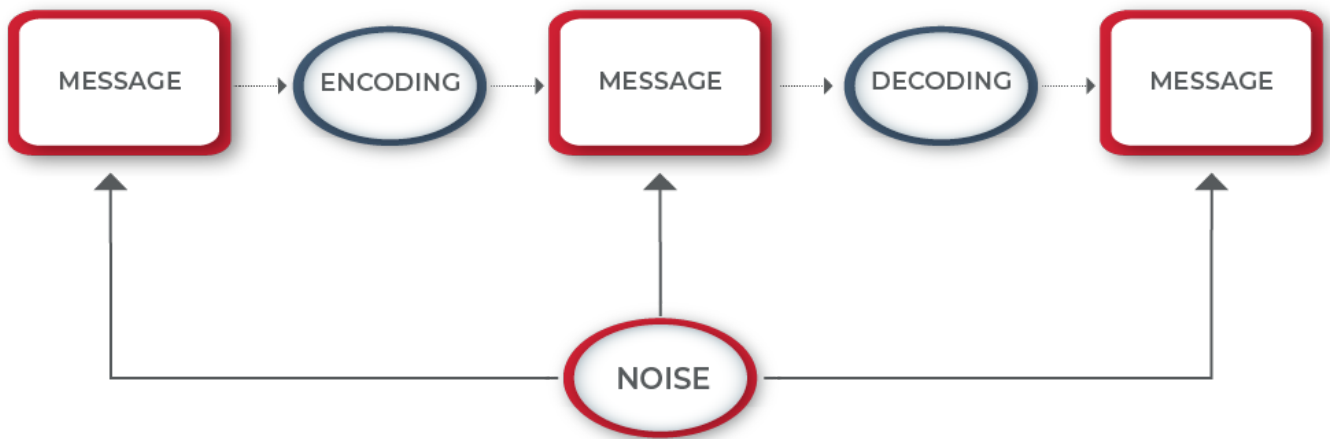 MESSAGE
ENCODING
MESSAGE
DECODING
MESSAGE
NOISE